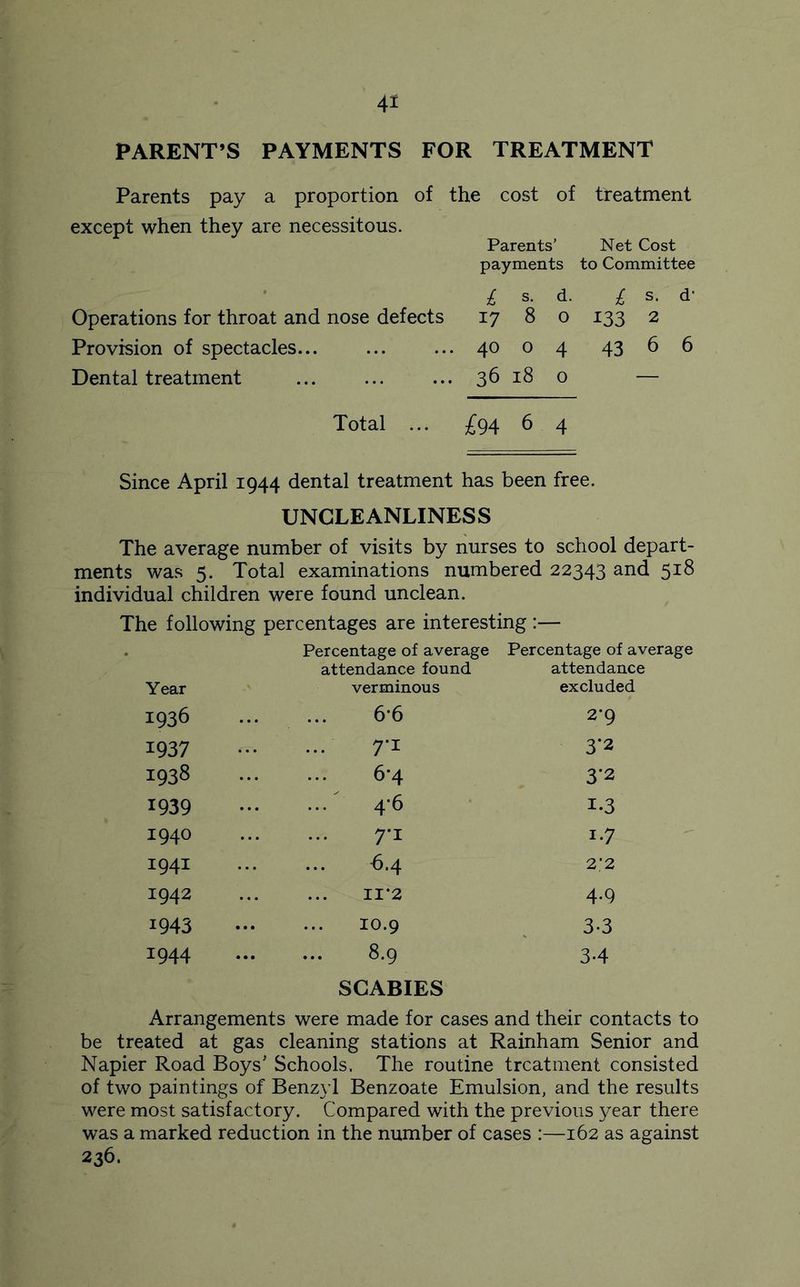 41
PARENT'S PAYMENTS FOR TREATMENT
Parents pay a proportion of the cost of treatment
except when they are necessitous.
Parents' Net Cost
payments to Committee
£ s. d. £ s. d·
Operations for throat and nose defects 17 8 0 133 2
Provision of spectacles... ... ... 40 0 4 43 6 6
Dental treatment ... ... ... 36 18 0 —
Total ... £94 6 4
Since April 1944 dental treatment has been free.
UNCLEANLINESS
The average number of visits by nurses to school depart-
ments was 5. Total examinations numbered 22343 and 518
individual children were found unclean.
The following percentages are interesting :—
Percentage of average Percentage of average
attendance found attendance
Year verminous excluded
1936 ... ... 6·6 2·9
1937 ... ... 7·1 3·2
1938 ... ... 6·4 3·2
1939 ... ... 4·6 1.3
1940 ... ... 7·1 1.7
1941 ... ... 6.4 2·2
1942 ... ... 11·2 4.9
1943 ... ... 10.9 3.3
1944 ... ... 8.9 3.4
SCABIES
Arrangements were made for cases and their contacts to
be treated at gas cleaning stations at Rainham Senior and
Napier Road Boys' Schools. The routine treatment consisted
of two paintings of Benzyl Benzoate Emulsion, and the results
were most satisfactory. Compared with the previous year there
was a marked reduction in the number of cases :—162 as against
236.